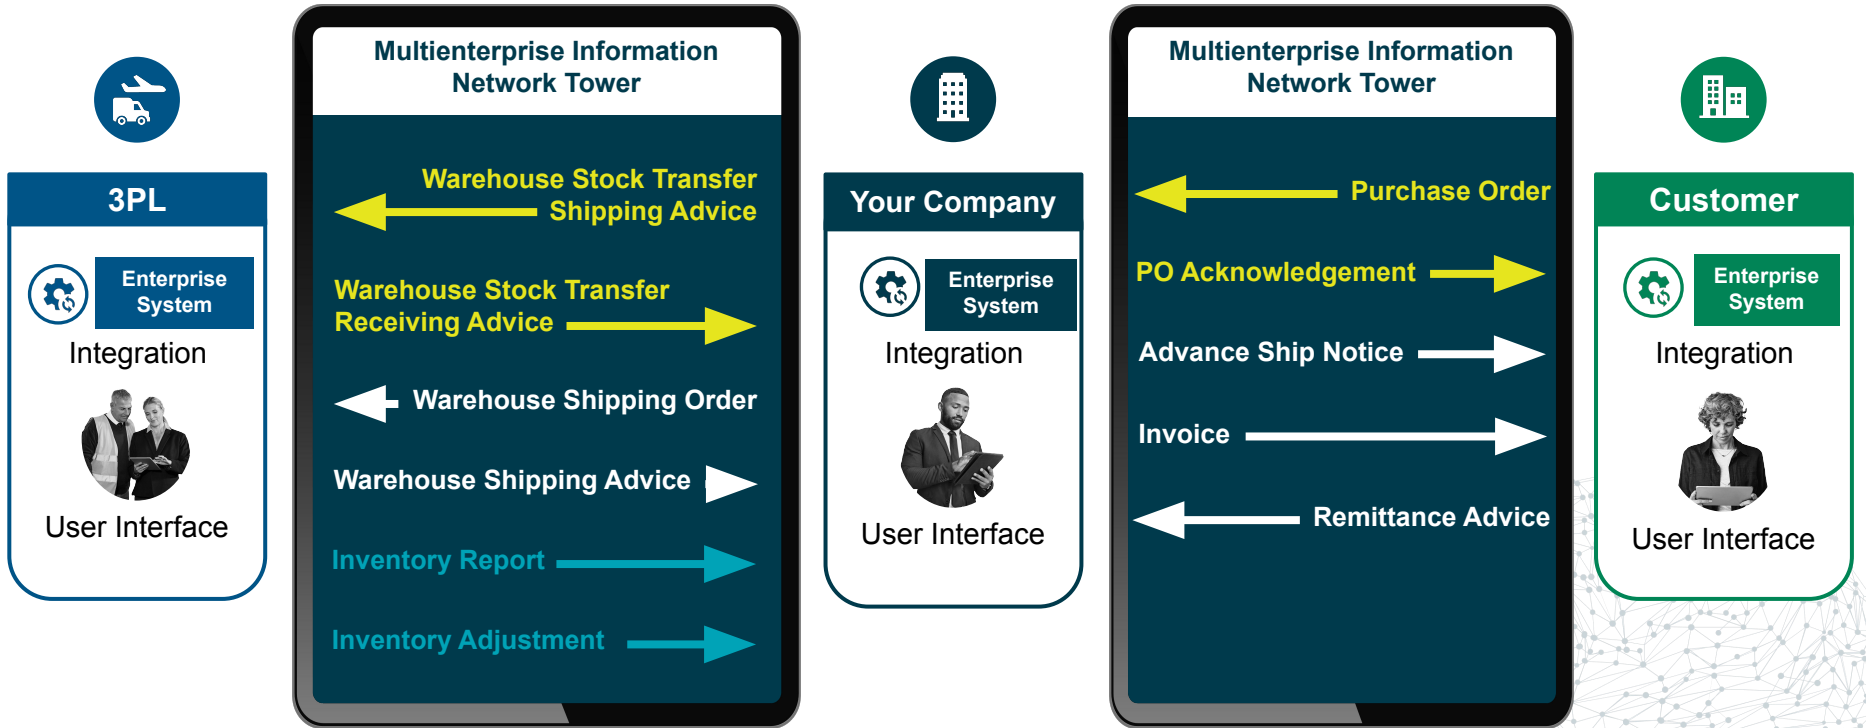 Multienterprise Information
Network Tower
Multienterprise Information
Network Tower
3PL
Enterprise
System
Integration
User Interface
Warehouse Stock Transfer
Shipping Advice
Warehouse Stock Transfer
Receiving Advice
Warehouse Shipping Order
Warehouse Shipping Advice
Inventory Report
Inventory Adjustment
Your Company
Enterprise
System
Integration
User Interface
Purchase Order
PO Acknowledgement
Advance Ship Notice
Invoice
Remittance Advice
Customer
Enterprise
System
Integration
User Interface